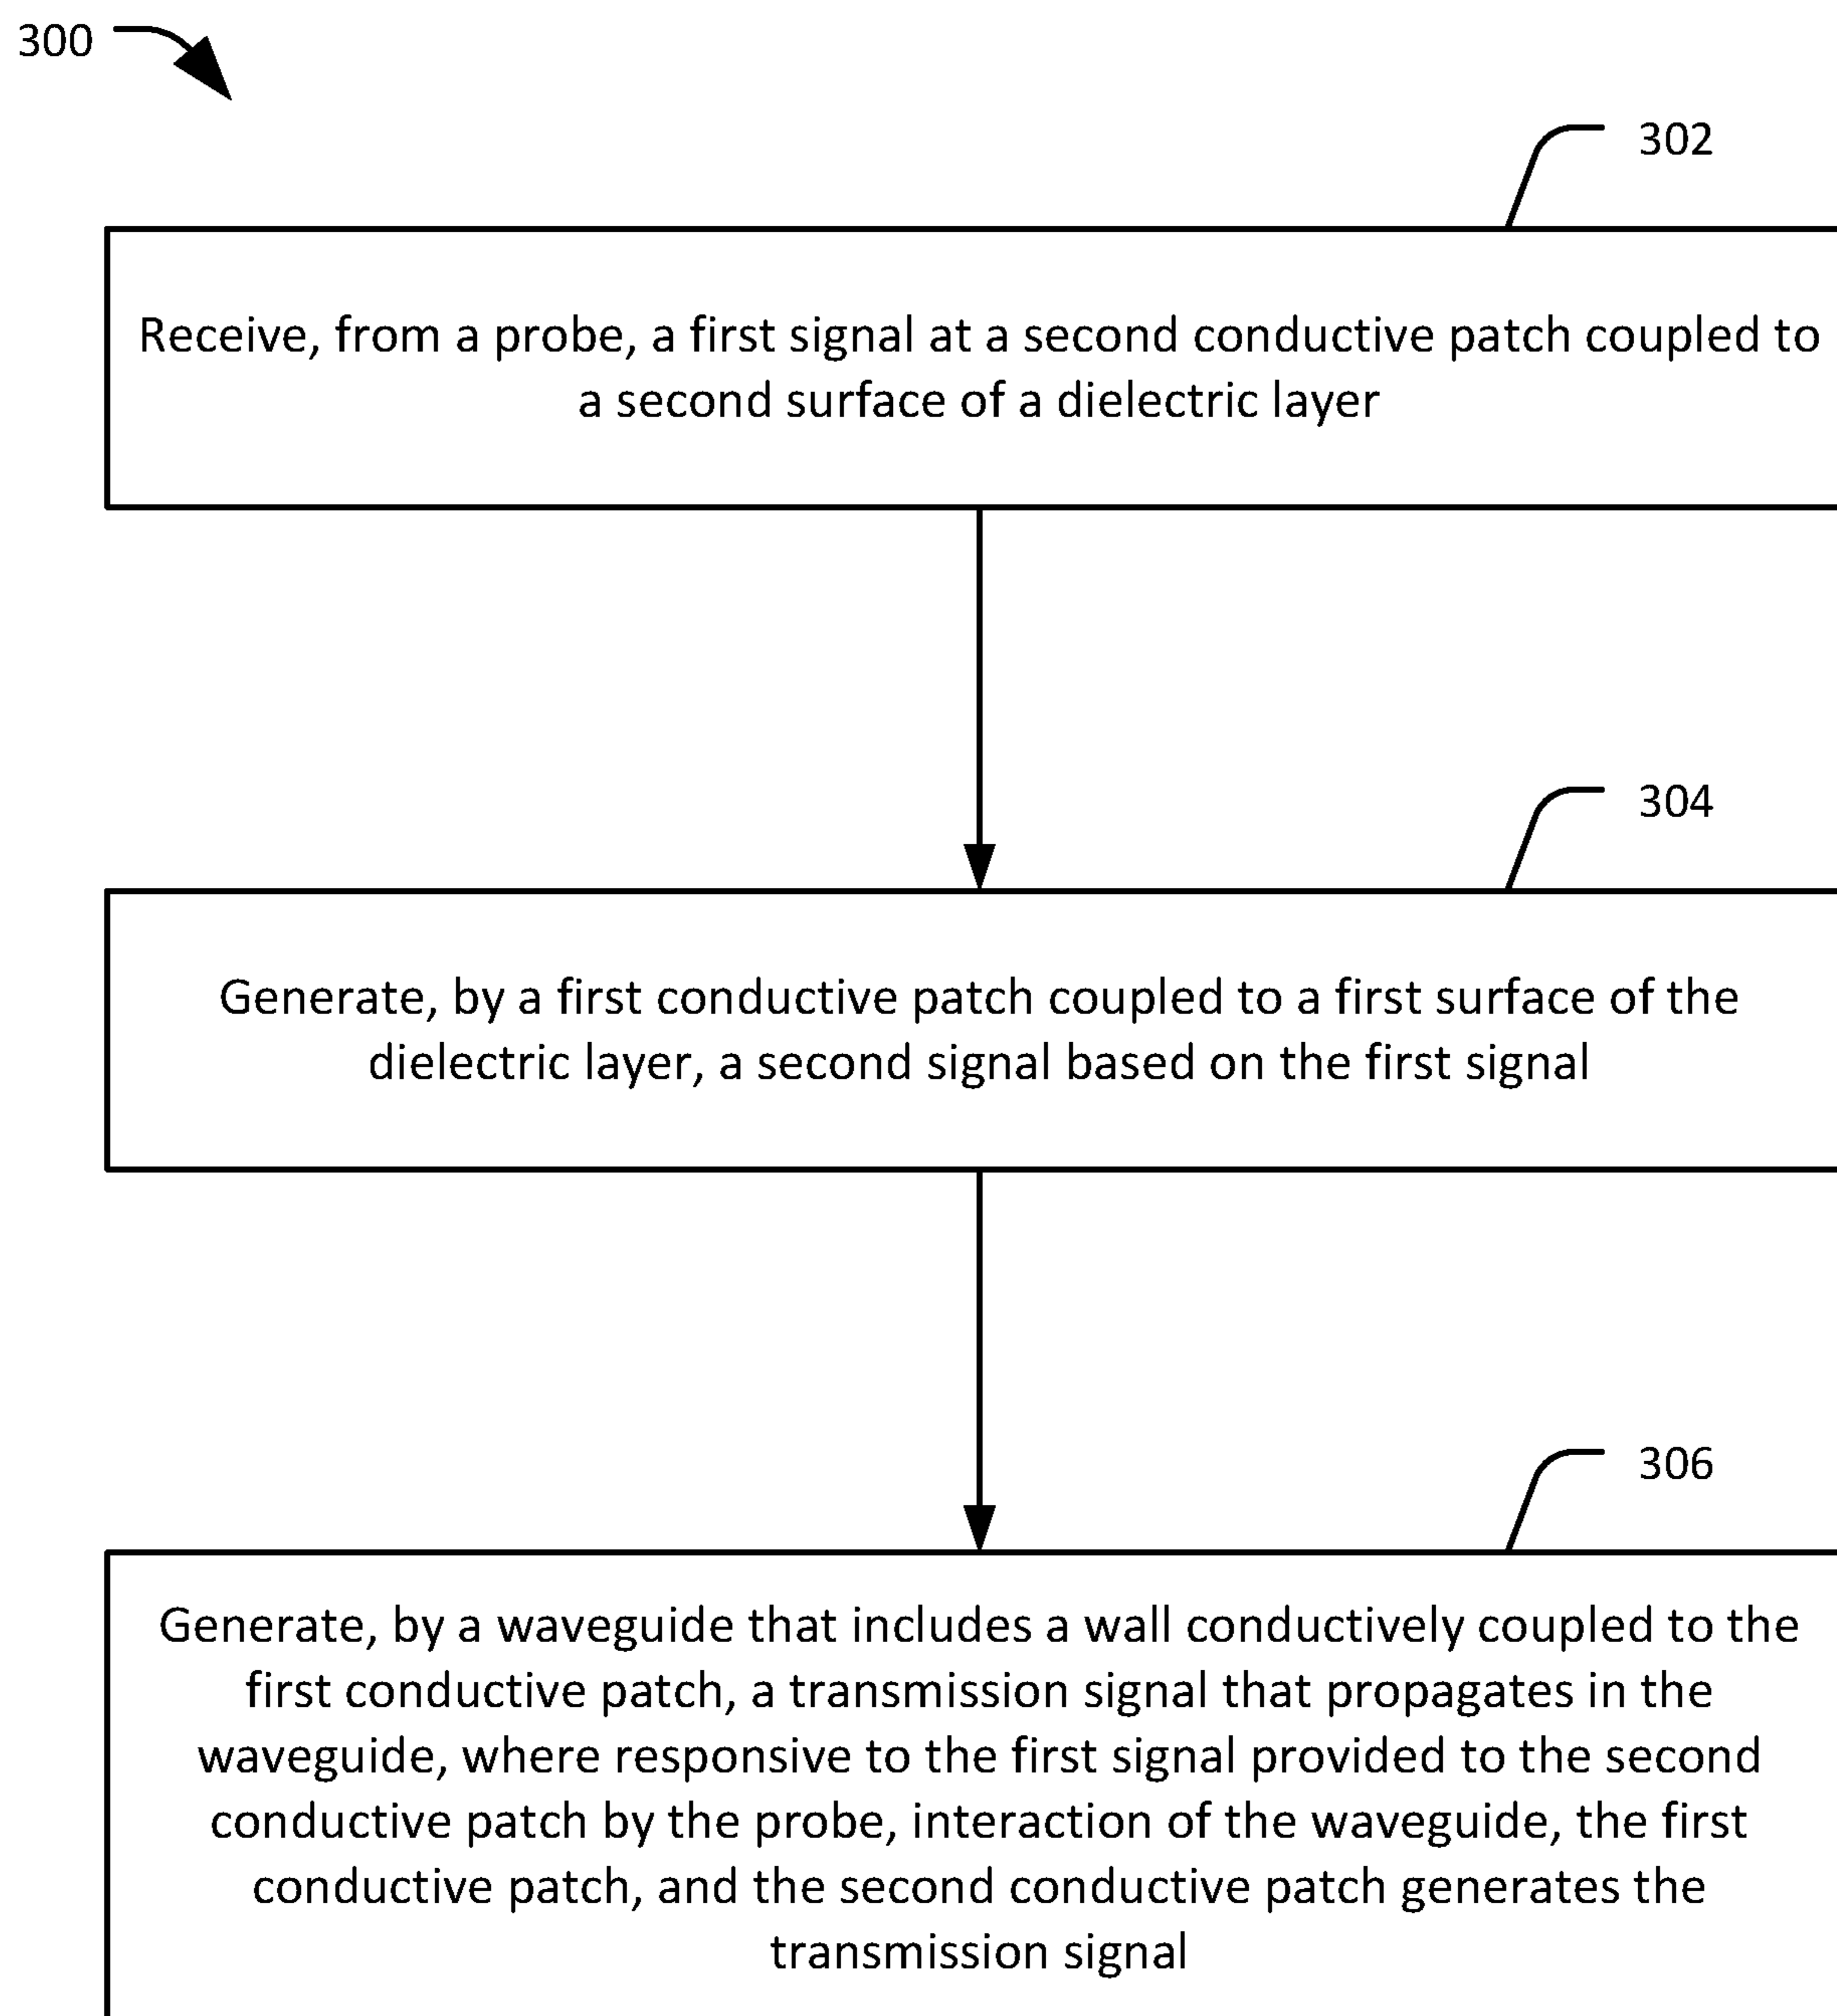 300
302
Receive, from a probe, a first signal at a second conductive patch coupled to
a second surface of a dielectric layer
304
Generate, by a first conductive patch coupled to a first surface of the
dielectric layer, a second signal based on the first signal
306
Generate, by a waveguide that includes a wall conductively coupled to the
first conductive patch, a transmission signal that propagates in the
waveguide, where responsive to the first signal provided to the second
conductive patch by the probe, interaction of the waveguide, the first
conductive patch, and the second conductive patch generates the
transmission signal